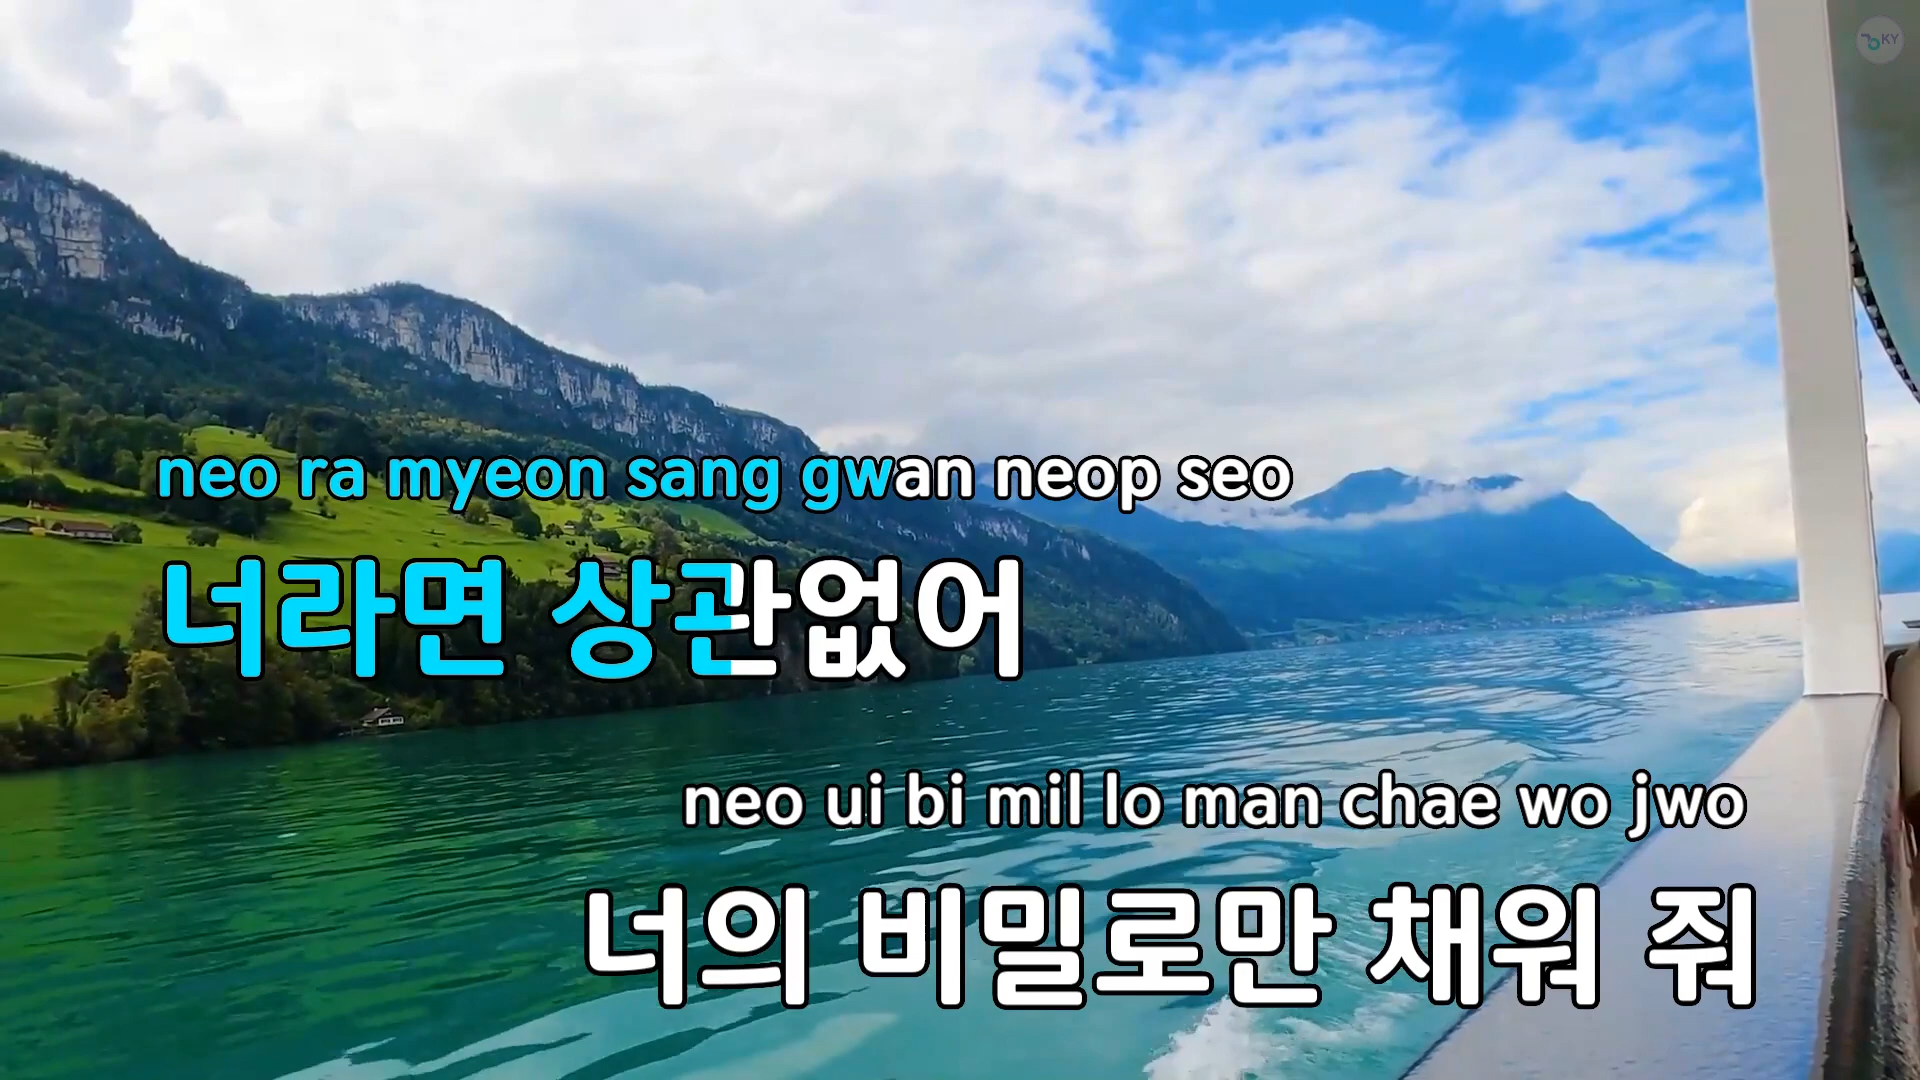 KY
neo ra myeon sang gwan neop seo
너라면 상관없어
neo ui bi mil lo man chae wo jwo
너의 비밀로만 채워 줘